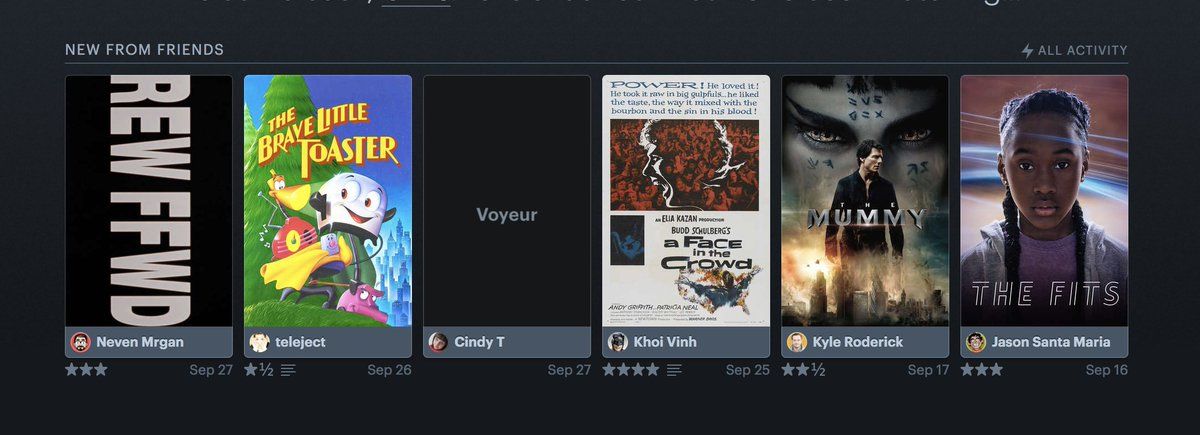 NEW FROM FRIENDS
ALL ACTIVITY
REW FFWD
THE
BRAVE LITTLE
TOASTER
Voyeur
POWER! He loved it!
He took it raw in big gulpfuls...he liked
the taste, the way it mixed with the
bourbon and the sin in his blood!
AN ELIA KAZAN PRODUCTION
BUDD SCHULBERG'S
a Face
in the
Crowd
ANDY GRIFFITH PATRICIA NEAL
WARNER BROS.
THE
MUMMY
THE FITS
Neven Mrgan
teleject
Cindy T
Khoi Vinh
Kyle Roderick
Jason Santa Maria
Sep 27
½
Sep 26
Sep 27
Sep 25
½
Sep 17
Sep 16